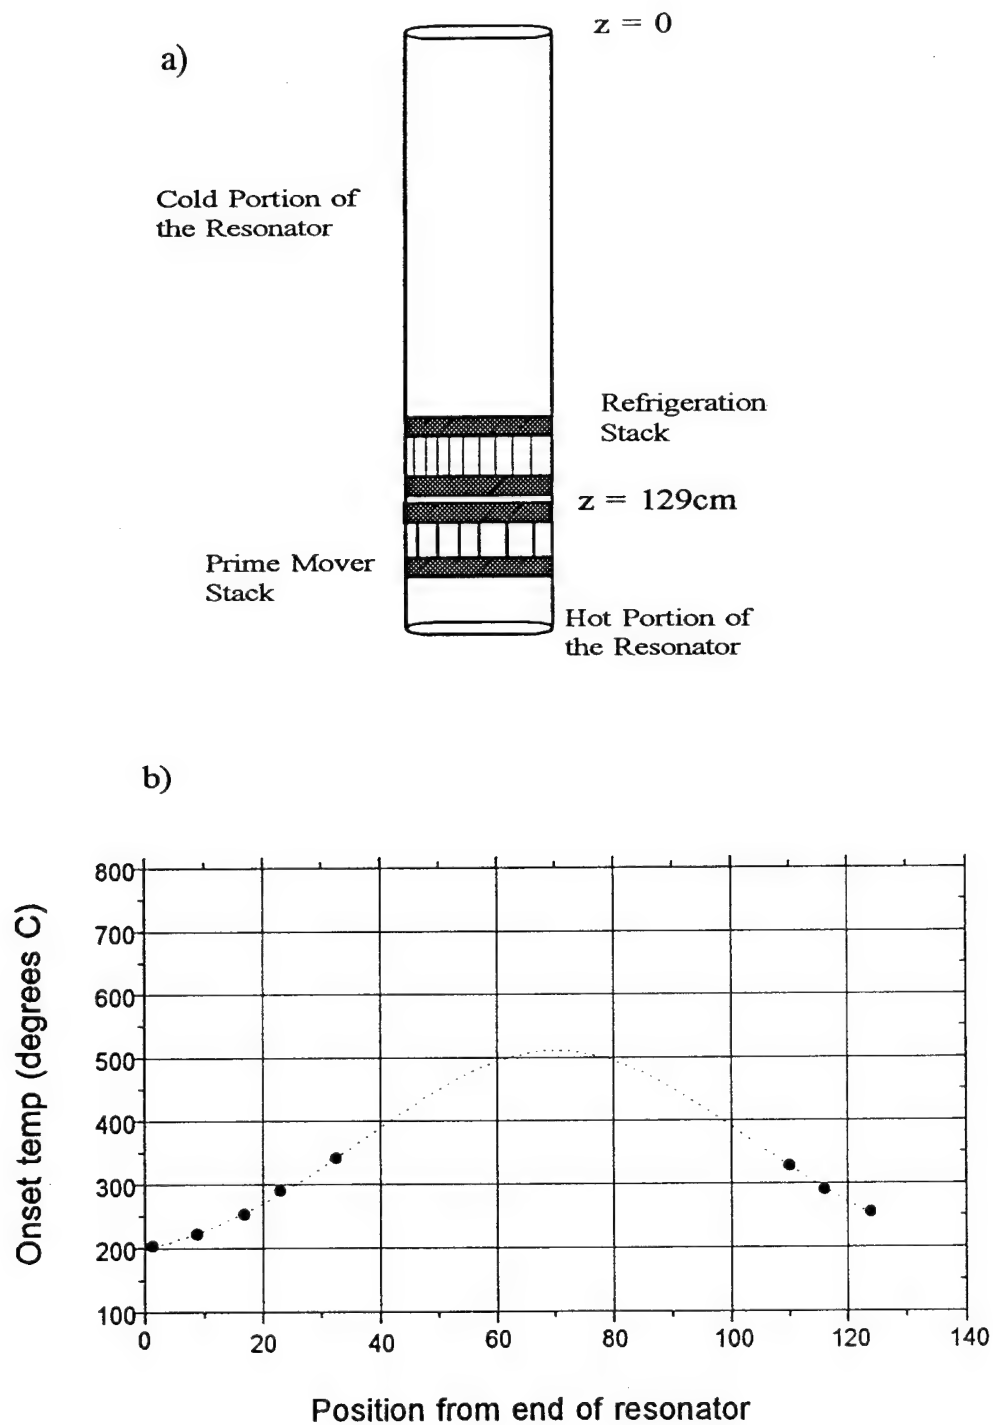 z = 0
a)
Cold Portion of
the Resonator
Refrigeration
Stack
z = 129cm
Prime Mover
Stack
Hot Portion of
the Resonator
b)
Onset temp (degrees C)
800
700
600
500
400
300
200
100
0 20 40 60 80 100 120 140
Position from end of resonator